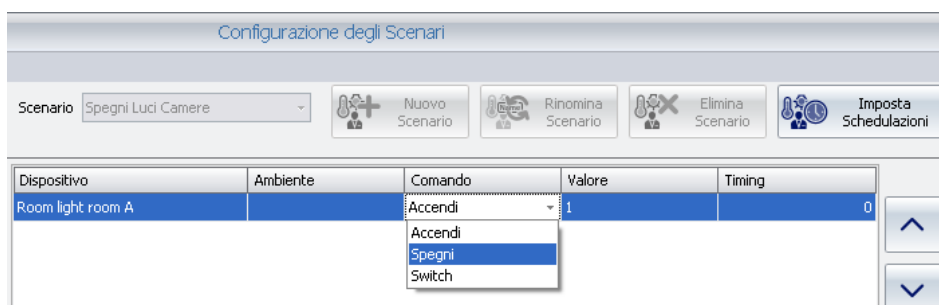 Configurazione degli Scenari
Scenario Spegni Luci Camere Nuovo Scenario Rinomina Scenario Elimina Scenario Imposta Schedulazioni
Dispositivo Ambiente Comando Valore Timing
Room light room A Accendi 1 0
Accendi
Spegni
Switch